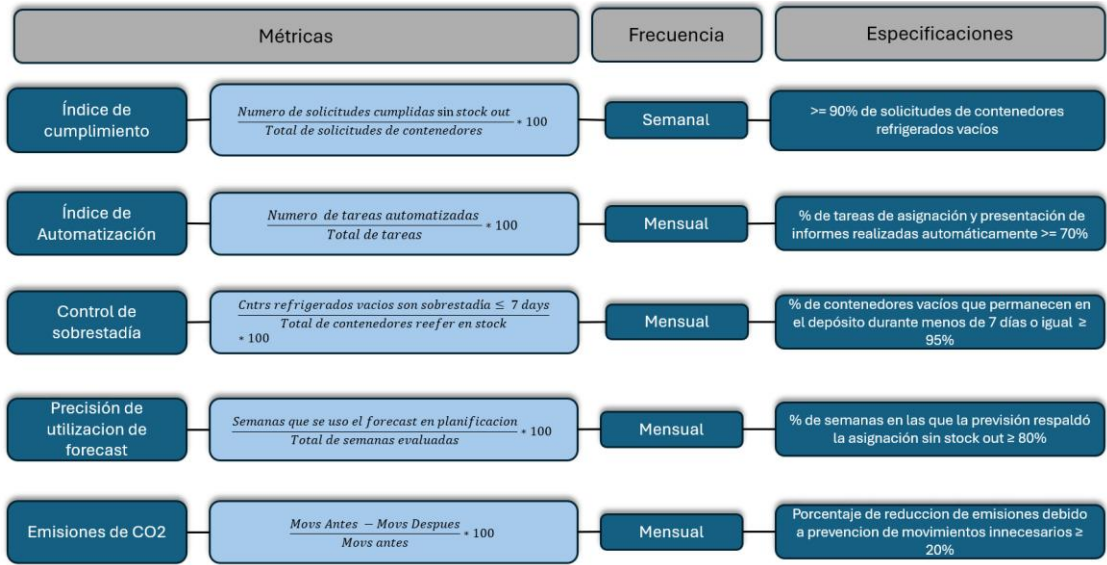 Métricas
Frecuencia
Especificaciones
Índice de
cumplimiento
Numero de solicitudes cumplidas sin stock out
Total de solicitudes de contenedores
* 100
Semanal
>= 90% de solicitudes de contenedores
refrigerados vacíos
Índice de
Automatización
Numero de tareas automatizadas
Total de tareas
* 100
Mensual
% de tareas de asignación y presentación de
informes realizadas automáticamente >= 70%
Control de
sobrestadía
Cntrs refrigerados vacios son sobrestadía ≤ 7 days
Total de contenedores reefer en stock
* 100
Mensual
% de contenedores vacíos que permanecen en
el depósito durante menos de 7 días o igual ≥
95%
Precisión de
utilizacion de
forecast
Semanas que se uso el forecast en planificacion
Total de semanas evaluadas
* 100
Mensual
% de semanas en las que la previsión respaldó
la asignación sin stock out ≥ 80%
Emisiones de CO2
Movs Antes − Movs Despues
Movs antes
* 100
Mensual
Porcentaje de reduccion de emisiones debido
a prevencion de movimientos innecesarios ≥
20%